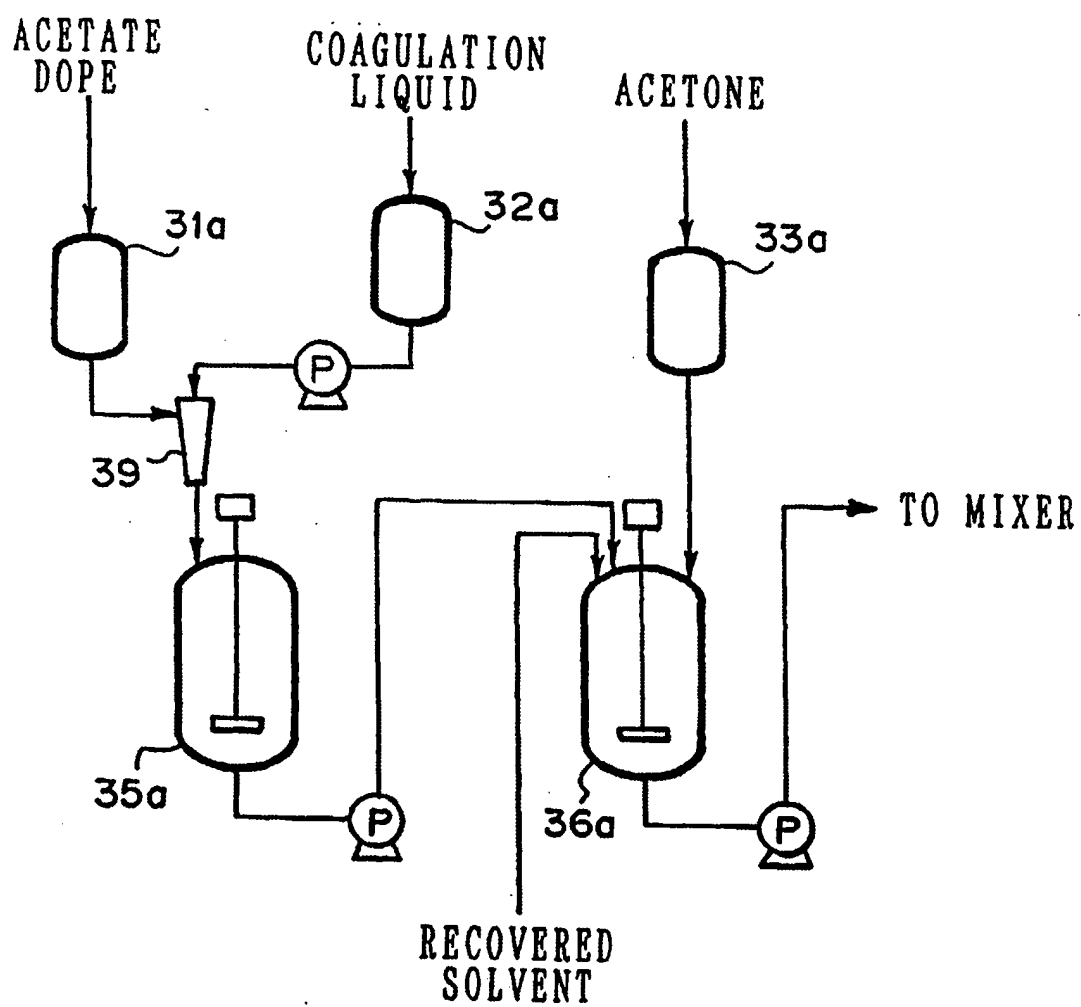 ACETATE
DOPE
COAGULATION
LIQUID
ACETONE
31a
32a
33a
P
39
TO MIXER
35a
P
36a
P
RECOVERED
SOLVENT